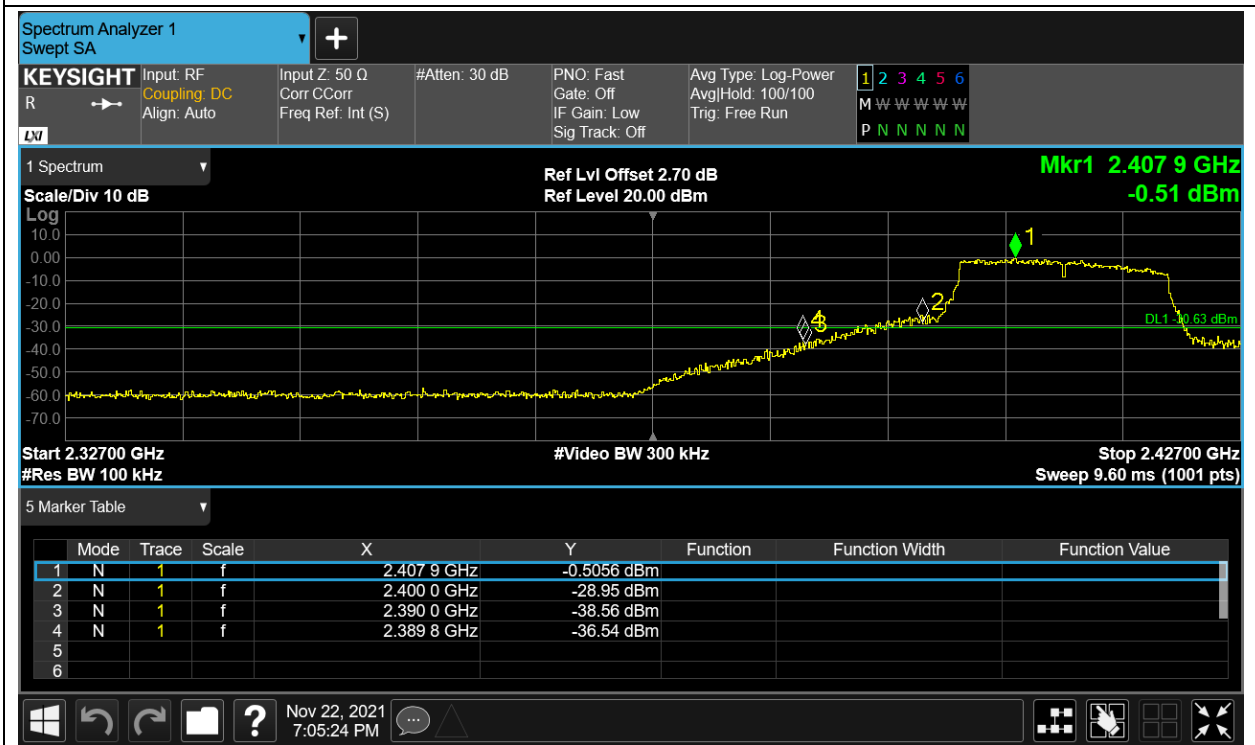 Spectrum Analyzer 1
Swept SA
+
KEYSIGHT Input: RF Input Z: 50 Ω #Atten: 30 dB PNO: Fast Avg Type: Log-Power 1 2 3 4 5 6
R Coupling: DC Corr CCorr Gate: Off Avg|Hold: 100/100 M W W W W W
Align: Auto Freq Ref: Int (S) IF Gain: Low Trig: Free Run
LXI Sig Track: Off P N N N N N
1 Spectrum Ref Lvl Offset 2.70 dB Mkr1 2.407 9 GHz
Scale/Div 10 dB Ref Level 20.00 dBm -0.51 dBm
Log
10.0
1
0.00
-10.0
-20.0
2
-30.0
4
3
-40.0
-50.0
-60.0
-70.0
Start 2.32700 GHz #Video BW 300 kHz Stop 2.42700 GHz
#Res BW 100 kHz Sweep 9.60 ms (1001 pts)
5 Marker Table
Mode Trace Scale X Y Function Function Width Function Value
1 N 1 f 2.407 9 GHz -0.5056 dBm
2 N 1 f 2.400 0 GHz -28.95 dBm
3 N 1 f 2.390 0 GHz -38.56 dBm
4 N 1 f 2.389 8 GHz -36.54 dBm
5
6
? Nov 22, 2021
7:05:24 PM